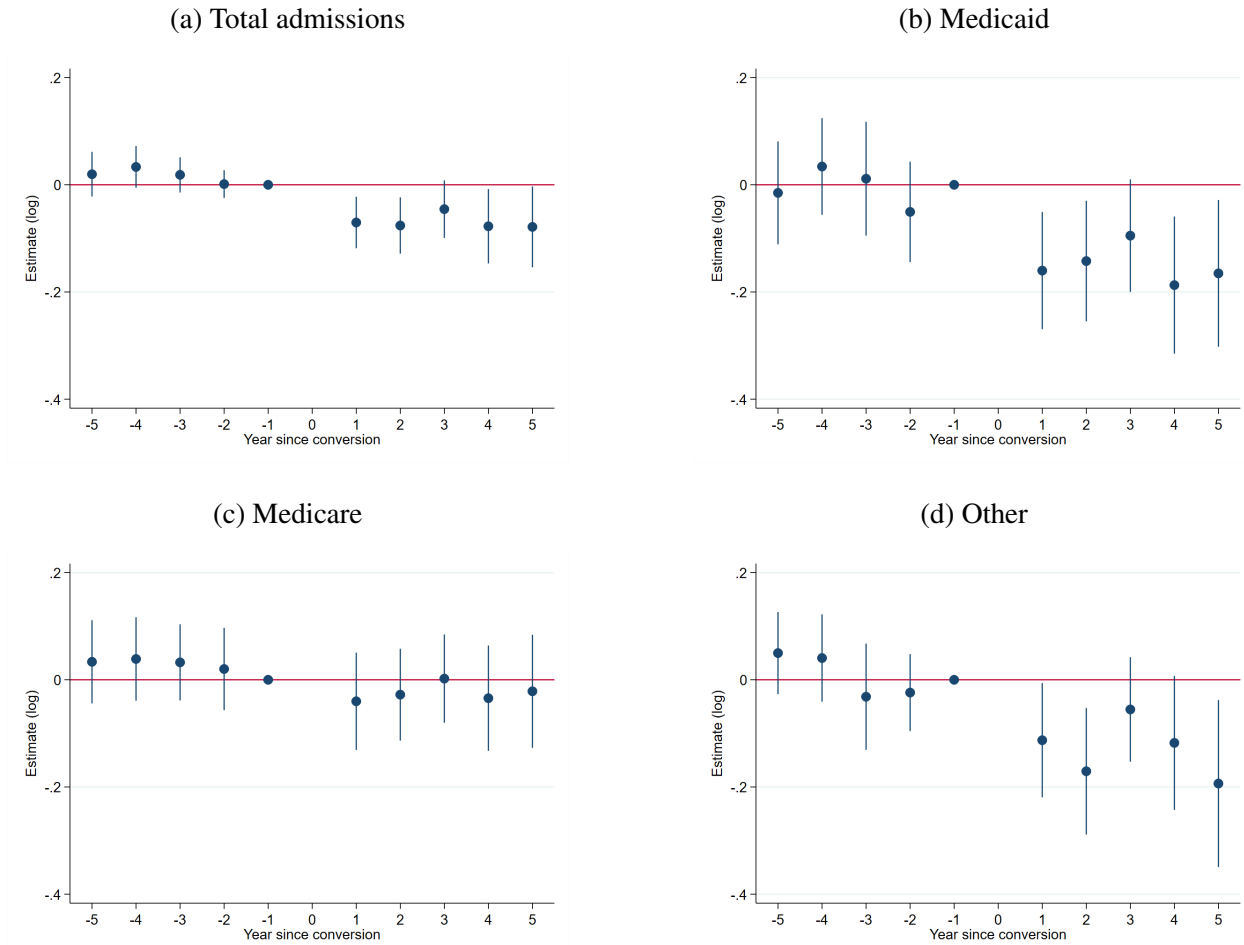 (a) Total admissions
.2
0
-.2
-.4
Estimate (log)
-5 -4 -3 -2 -1 0 1 2 3 4 5
Year since conversion
(b) Medicaid
.2
0
-.2
-.4
Estimate (log)
-5 -4 -3 -2 -1 0 1 2 3 4 5
Year since conversion
(c) Medicare
.2
0
-.2
-.4
Estimate (log)
-5 -4 -3 -2 -1 0 1 2 3 4 5
Year since conversion
(d) Other
.2
0
-.2
-.4
Estimate (log)
-5 -4 -3 -2 -1 0 1 2 3 4 5
Year since conversion